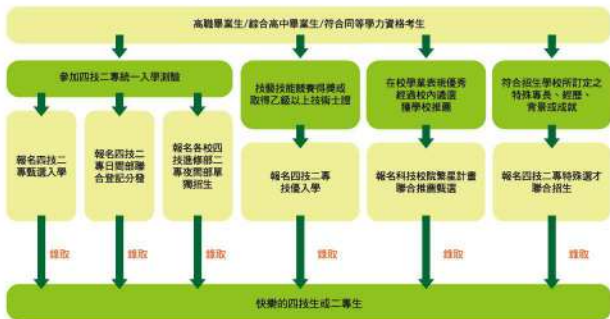 高職畢業生/綜合高中畢業生/符合同等學力資格考生
參加四技二專統一入學測驗
技藝技能競賽得獎或
取得乙級以上技術士證
在校學業表現優秀
經過校內遴選
獲學校推薦
符合招生學校所訂定之
特殊專長、經歷、
背景或成就
報名四技二
專甄選入學
報名四技二
專日間部聯
合登記分發
報名各校四
技進修部二
專夜間部單
獨招生
報名四技二專
技優入學
報名科技校院繁星計畫
聯合推薦甄選
報名四技二專特殊選才
聯合招生
錄取
錄取
錄取
錄取
錄取
錄取
快樂的四技生或二專生